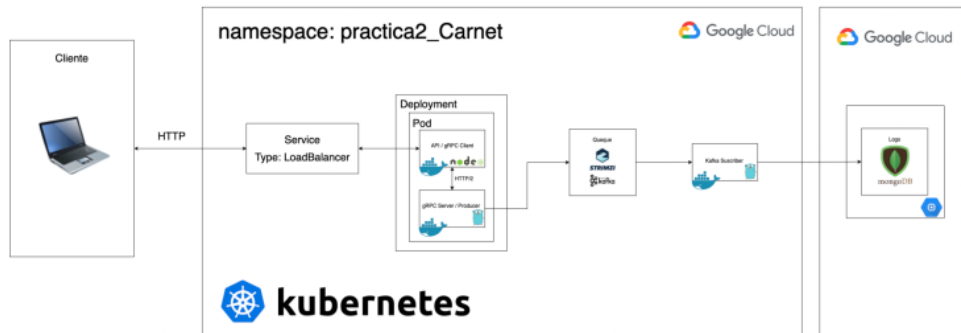 Cliente
HTTP
namespace: practica2_Carnet
Google Cloud
Service
Type: LoadBalancer
Deployment
Pod
API / gRPC Client
node
HTTP/2
gRPC Server / Producer
Queque
STRIMZI
kafka
Kafka Suscriber
kubernetes
Google Cloud
Logs
mongoDB